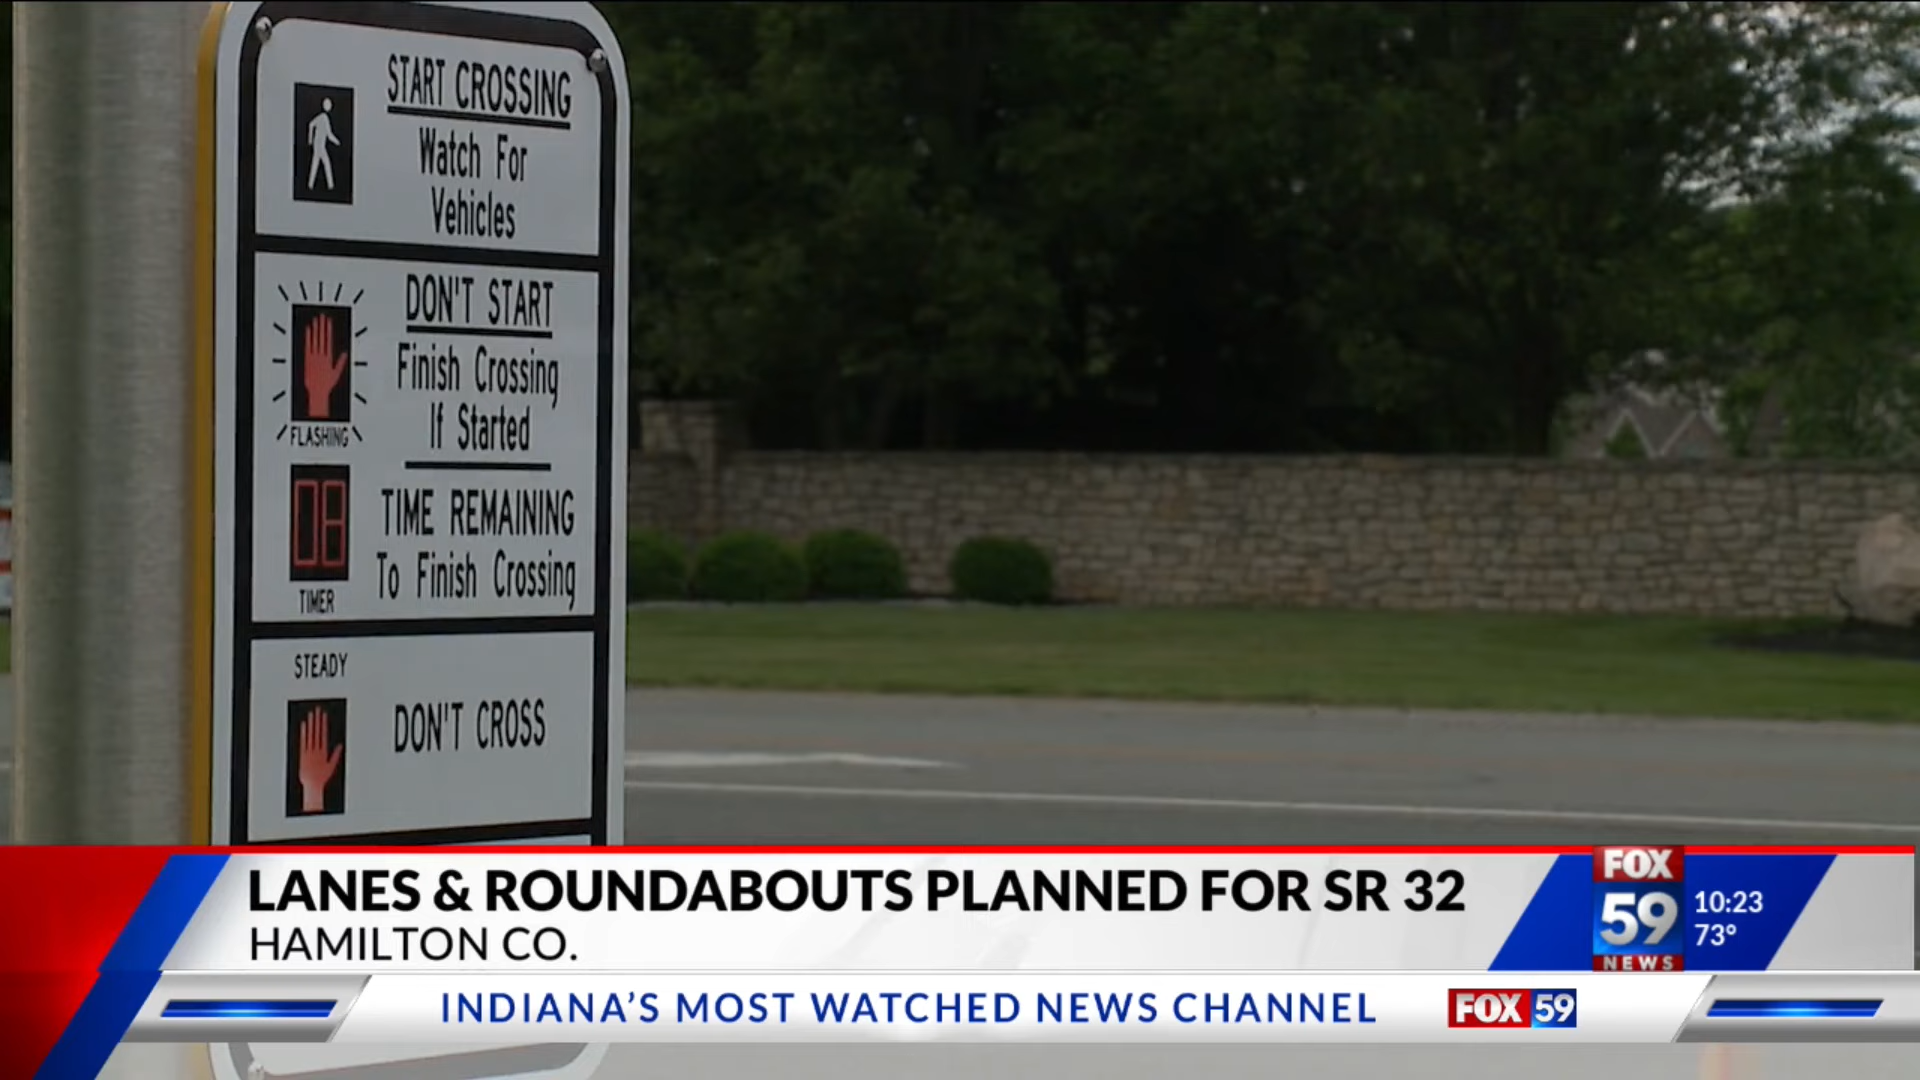 START CROSSING
Watch For
Vehicles
DON'T START
Finish Crossing
If Started
FLASHING
TIME REMAINING
To Finish Crossing
08
TIMER
STEADY
DON'T CROSS
LANES & ROUNDABOUTS PLANNED FOR SR 32
HAMILTON CO.
FOX
59
NEWS
10:23
73°
INDIANA'S MOST WATCHED NEWS CHANNEL
FOX 59